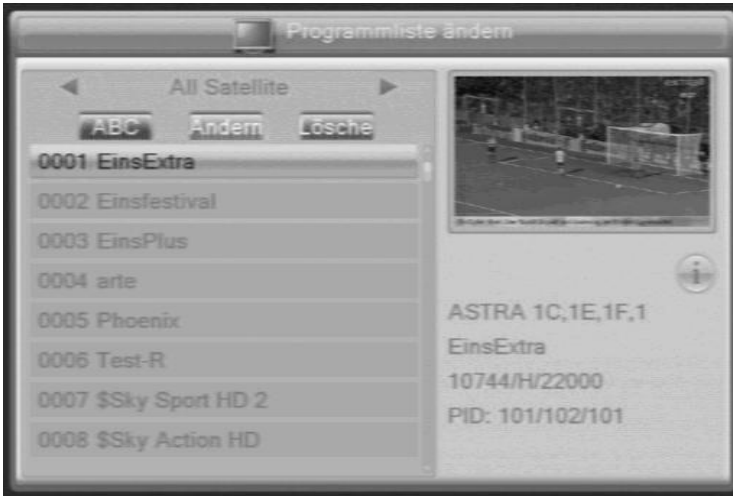 Programmliste ändern
All Satellite
ABC Ändern Lösche
0001 EinsExtra
0002 Einsfestival
0003 EinsPlus
0004 arte
0005 Phoenix
0006 Test-R
0007 $Sky Sport HD 2
0008 $Sky Action HD
i
ASTRA 1C,1E,1F,1
EinsExtra
10744/H/22000
PID: 101/102/101